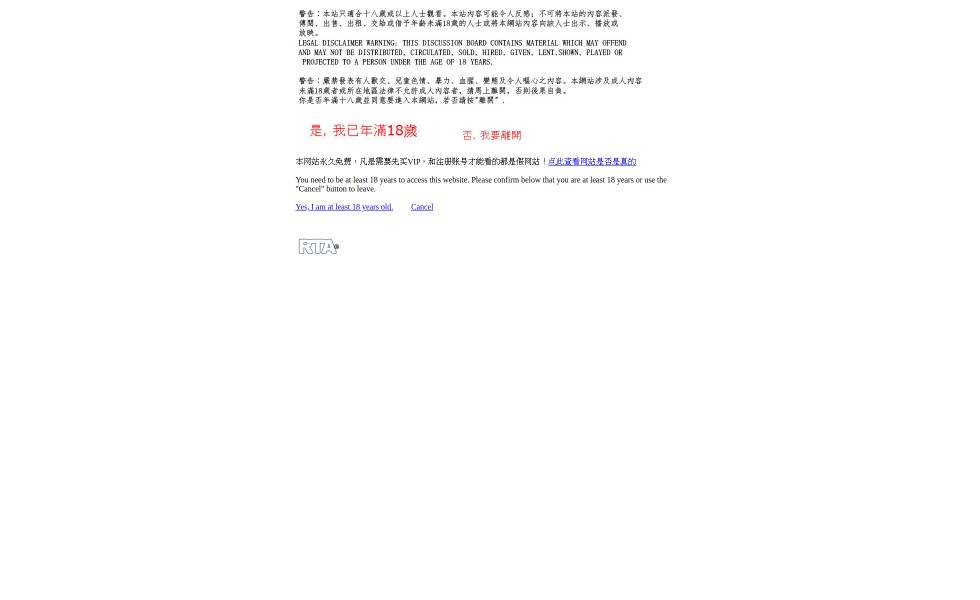 警告︰本站只適合十八歲或以上人士觀看。本站內容可能令人反感；不可將本站的內容派發、
傳閱、出售、出租、交給或借予年齡未滿18歲的人士或將本網站內容向該人士出示、播放或
放映。
LEGAL DISCLAIMER WARNING: THIS DISCUSSION BOARD CONTAINS MATERIAL WHICH MAY OFFEND
AND MAY NOT BE DISTRIBUTED, CIRCULATED, SOLD, HIRED, GIVEN, LENT,SHOWN, PLAYED OR
PROJECTED TO A PERSON UNDER THE AGE OF 18 YEARS.
警告︰嚴禁發表有人獸交、兒童色情、暴力、血腥、變態及令人嘔心之內容。本網站涉及成人內容
未滿18歲者或所在地區法律不允許成人內容者，請馬上離開，否則後果自負。
你是否年滿十八歲並同意要進入本網站，若否請按"離開" .
是, 我已年滿18歲
否, 我要離開
本网站永久免费，凡是需要先买VIP，和注册账号才能看的都是假网站！点此查看网站是否是真的
You need to be at least 18 years to access this website. Please confirm below that you are at least 18 years or use the
"Cancel" button to leave.
Yes, I am at least 18 years old. Cancel
RTA®